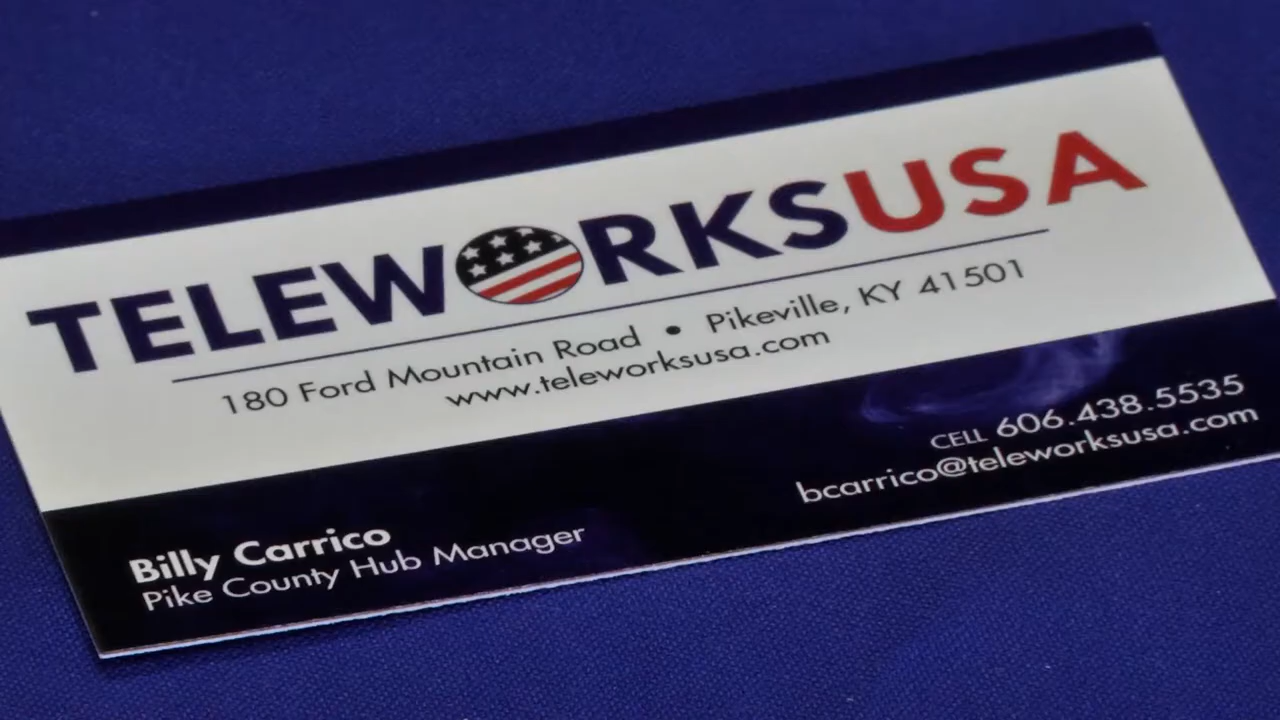 TELEWORKSUSA
180 Ford Mountain Road • Pikeville, KY 41501
www.teleworksusa.com
CELL 606.438.5535
bcarrico@teleworksusa.com
Billy Carrico
Pike County Hub Manager